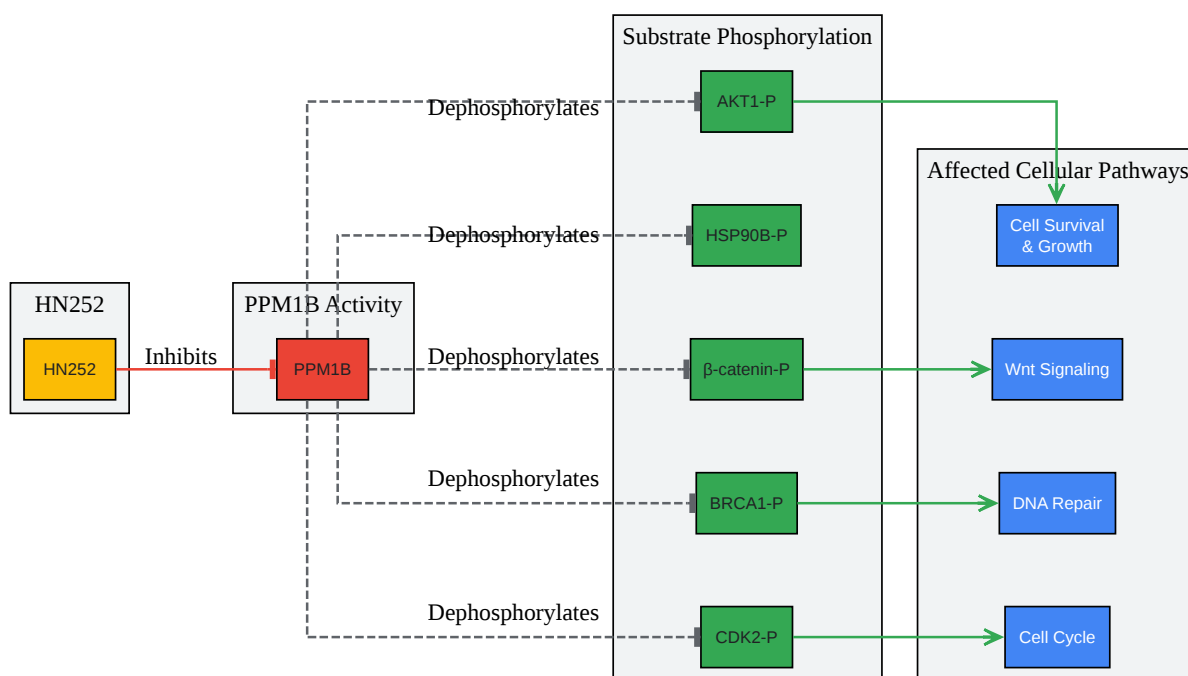 Substrate Phosphorylation
Dephosphorylates
AKT1-P
Affected Cellular Pathways
Dephosphorylates
HSP90B-P
Cell Survival
& Growth
HN252
PPM1B Activity
HN252
Inhibits
PPM1B
Dephosphorylates
β-catenin-P
Wnt Signaling
Dephosphorylates
BRCA1-P
DNA Repair
Dephosphorylates
CDK2-P
Cell Cycle